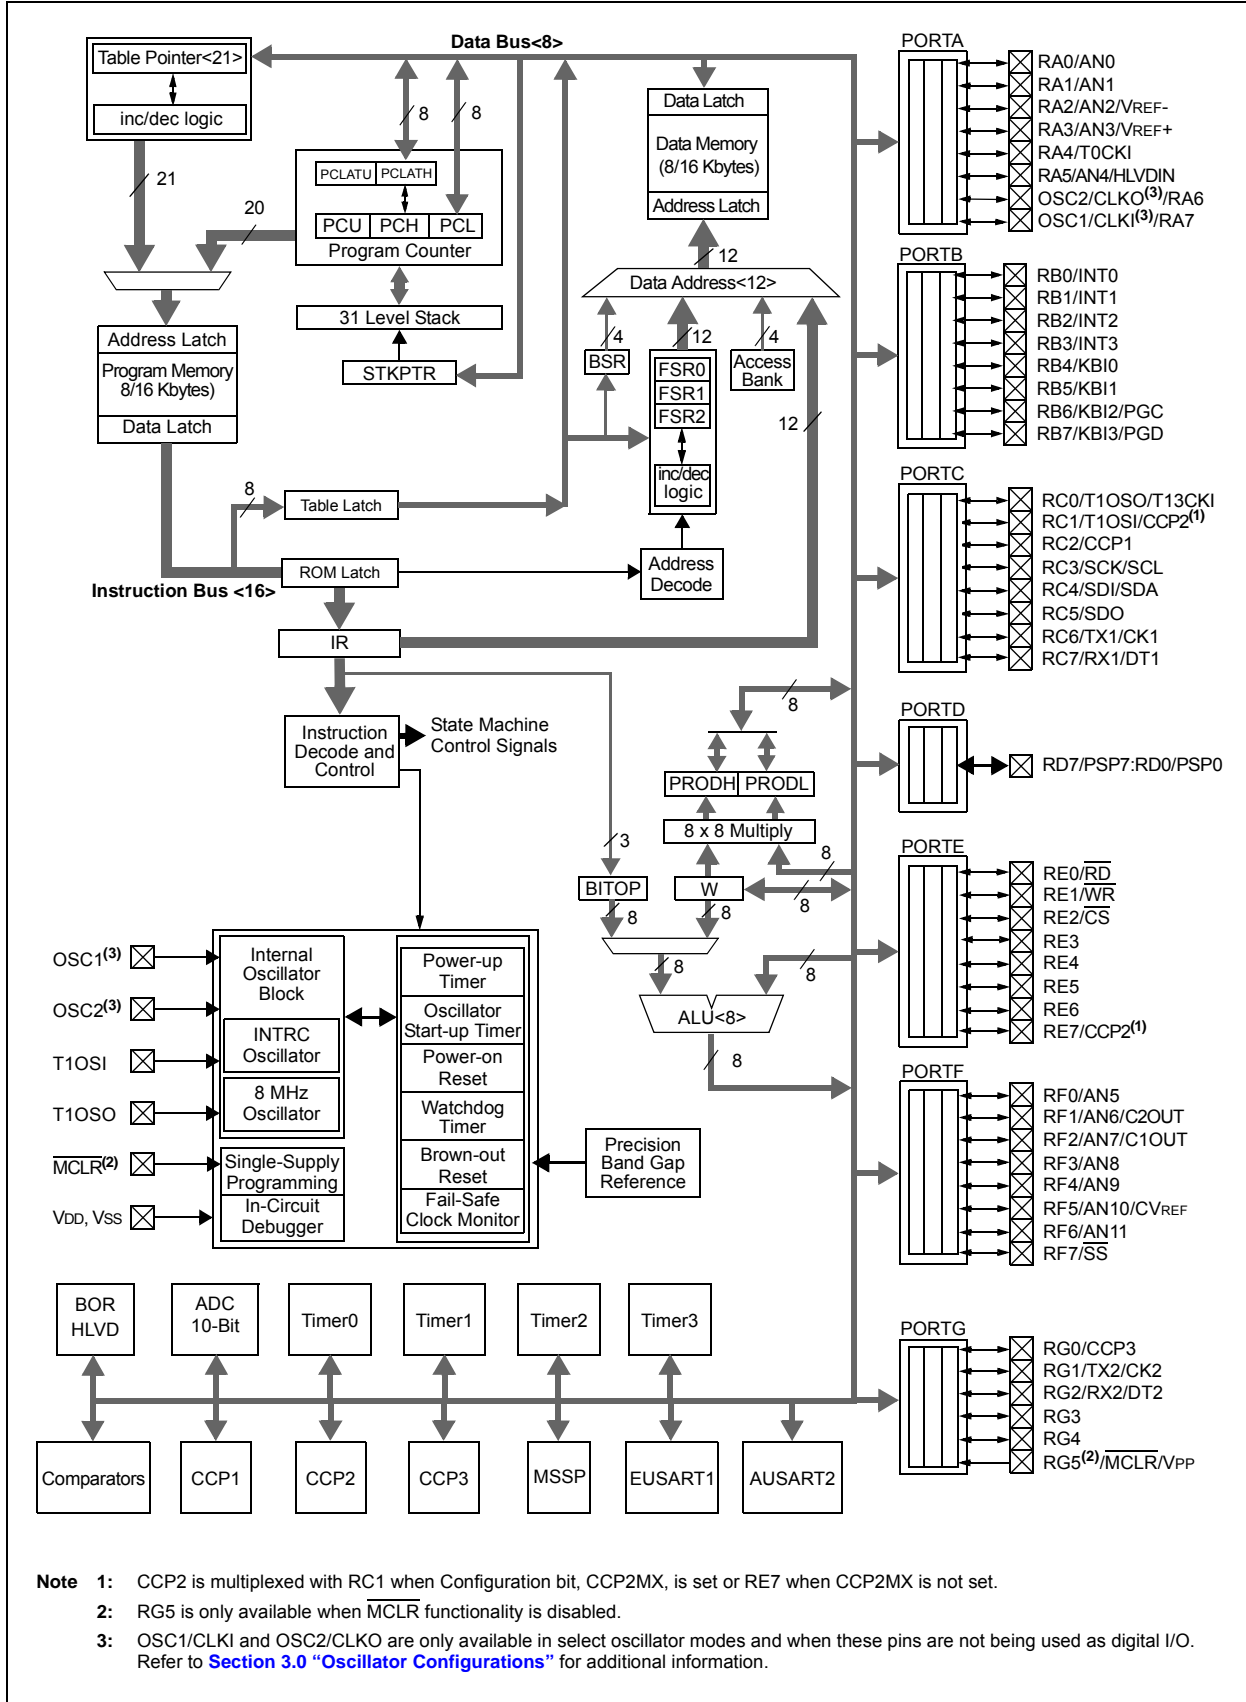 Data Bus<8>
Table Pointer<21>
inc/dec logic
21
20
8
8
PCLATU PCLATH
PCU PCH PCL
Program Counter
31 Level Stack
STKPTR
Address Latch
Program Memory
8/16 Kbytes)
Data Latch
8
Table Latch
Instruction Bus <16>
ROM Latch
IR
Data Latch
Data Memory
(8/16 Kbytes)
Address Latch
12
Data Address<12>
4
12
4
BSR
FSR0
FSR1
FSR2
inc/dec
logic
Access
Bank
12
Address
Decode
Instruction
Decode and
Control
State Machine
Control Signals
8
PRODH PRODL
8 x 8 Multiply
3
8
BITOP
W
8
8
8
8
8
ALU<8>
8
OSC1(3)
OSC2(3)
T1OSI
T1OSO
MCLR(2)
VDD, VSS
Internal
Oscillator
Block
INTRC
Oscillator
8 MHz
Oscillator
Single-Supply
Programming
In-Circuit
Debugger
Power-up
Timer
Oscillator
Start-up Timer
Power-on
Reset
Watchdog
Timer
Brown-out
Reset
Fail-Safe
Clock Monitor
Precision
Band Gap
Reference
BOR
HLVD
ADC
10-Bit
Timer0
Timer1
Timer2
Timer3
Comparators
CCP1
CCP2
CCP3
MSSP
EUSART1
AUSART2
PORTA
RA0/AN0
RA1/AN1
RA2/AN2/VREF-
RA3/AN3/VREF+
RA4/T0CKI
RA5/AN4/HLVDIN
OSC2/CLKO(3)/RA6
OSC1/CLKI(3)/RA7
PORTB
RB0/INT0
RB1/INT1
RB2/INT2
RB3/INT3
RB4/KBI0
RB5/KBI1
RB6/KBI2/PGC
RB7/KBI3/PGD
PORTC
RC0/T1OSO/T13CKI
RC1/T1OSI/CCP2(1)
RC2/CCP1
RC3/SCK/SCL
RC4/SDI/SDA
RC5/SDO
RC6/TX1/CK1
RC7/RX1/DT1
PORTD
RD7/PSP7:RD0/PSP0
PORTE
RE0/RD
RE1/WR
RE2/CS
RE3
RE4
RE5
RE6
RE7/CCP2(1)
PORTF
RF0/AN5
RF1/AN6/C2OUT
RF2/AN7/C1OUT
RF3/AN8
RF4/AN9
RF5/AN10/CVREF
RF6/AN11
RF7/SS
PORTG
RG0/CCP3
RG1/TX2/CK2
RG2/RX2/DT2
RG3
RG4
RG5(2)/MCLR/VPP
Note 1: CCP2 is multiplexed with RC1 when Configuration bit, CCP2MX, is set or RE7 when CCP2MX is not set.
2: RG5 is only available when MCLR functionality is disabled.
3: OSC1/CLKI and OSC2/CLKO are only available in select oscillator modes and when these pins are not being used as digital I/O.
Refer to Section 3.0 “Oscillator Configurations” for additional information.